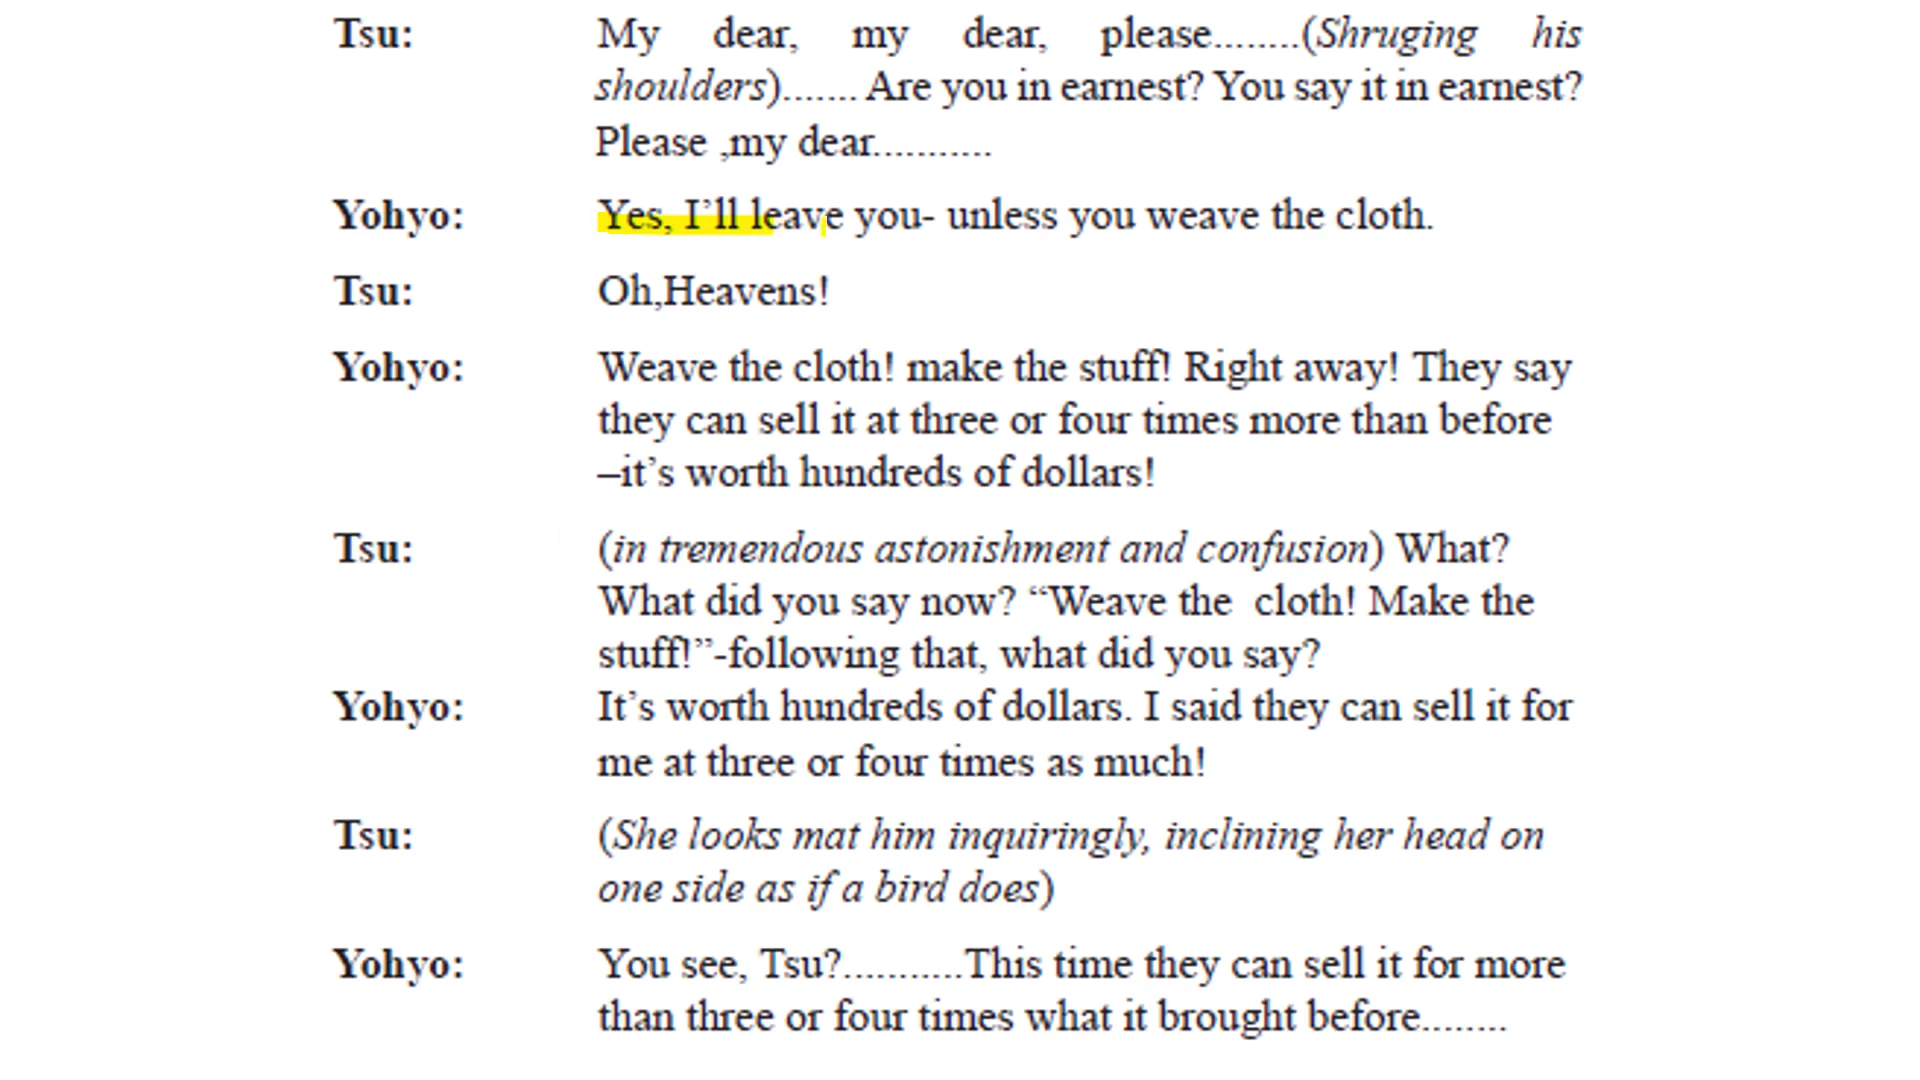 Tsu: My dear, my dear, please........(Shruging his
shoulders)....... Are you in earnest? You say it in earnest?
Please ,my dear...........
Yohyo: Yes, I’ll leave you- unless you weave the cloth.
Tsu: Oh,Heavens!
Yohyo: Weave the cloth! make the stuff! Right away! They say
they can sell it at three or four times more than before
–it’s worth hundreds of dollars!
Tsu: (in tremendous astonishment and confusion) What?
What did you say now? “Weave the cloth! Make the
stuff!”-following that, what did you say?
Yohyo: It’s worth hundreds of dollars. I said they can sell it for
me at three or four times as much!
Tsu: (She looks mat him inquiringly, inclining her head on
one side as if a bird does)
Yohyo: You see, Tsu?...........This time they can sell it for more
than three or four times what it brought before........